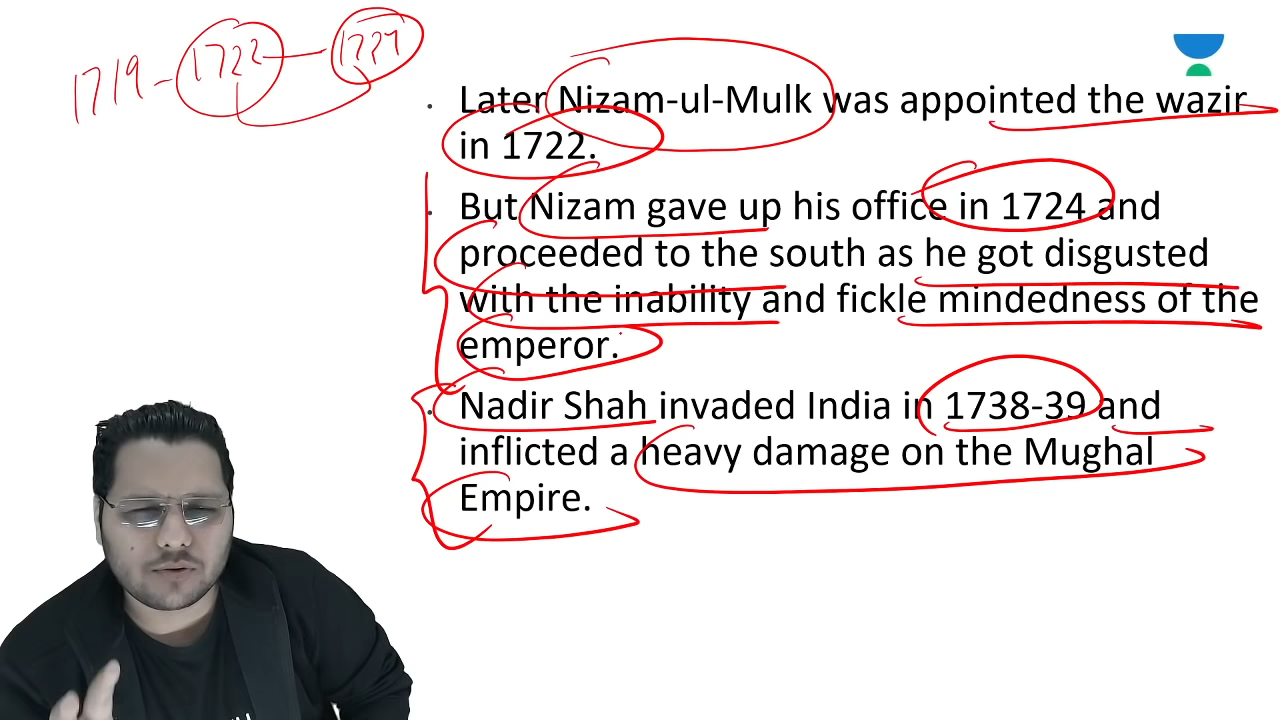 1719 - 1722 - 1724
• Later Nizam-ul-Mulk was appointed the wazir
in 1722.
• But Nizam gave up his office in 1724 and
proceeded to the south as he got disgusted
with the inability and fickle mindedness of the
emperor.
• Nadir Shah invaded India in 1738-39 and
inflicted a heavy damage on the Mughal
Empire.